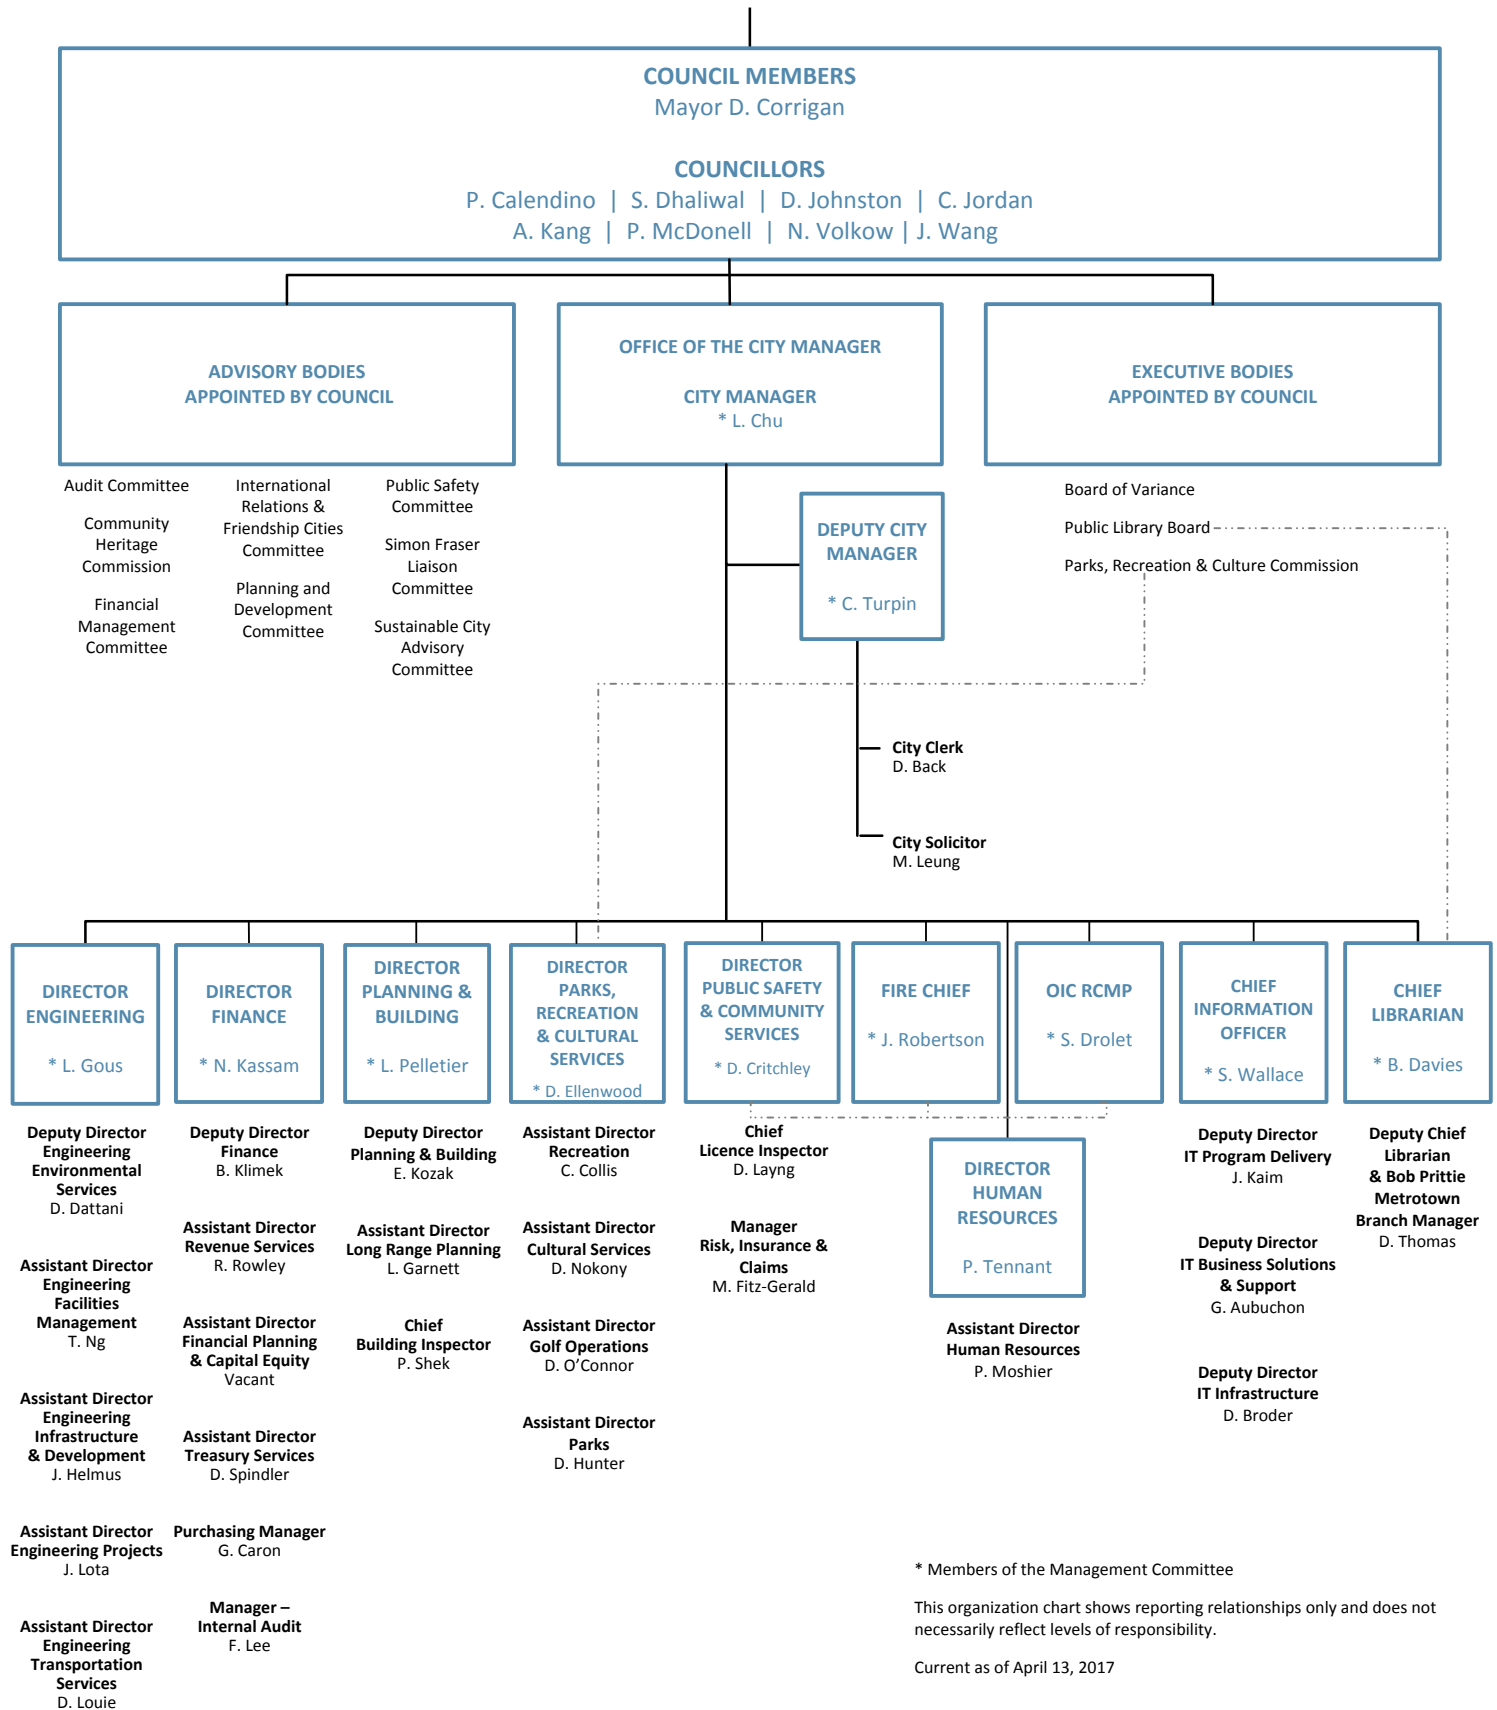 COUNCIL MEMBERS
Mayor D. Corrigan
COUNCILLORS
P. Calendino | S. Dhaliwal | D. Johnston | C. Jordan
A. Kang | P. McDonell | N. Volkow | J. Wang
ADVISORY BODIES
APPOINTED BY COUNCIL
OFFICE OF THE CITY MANAGER
CITY MANAGER
* L. Chu
EXECUTIVE BODIES
APPOINTED BY COUNCIL
Audit Committee
Community
Heritage
Commission
Financial
Management
Committee
International
Relations &
Friendship Cities
Committee
Planning and
Development
Committee
Public Safety
Committee
Simon Fraser
Liaison
Committee
Sustainable City
Advisory
Committee
DEPUTY CITY
MANAGER
* C. Turpin
Board of Variance
Public Library Board
Parks, Recreation & Culture Commission
City Clerk
D. Back
City Solicitor
M. Leung
DIRECTOR
ENGINEERING
* L. Gous
Deputy Director
Engineering
Environmental
Services
D. Dattani
Assistant Director
Engineering
Facilities
Management
T. Ng
Assistant Director
Engineering
Infrastructure
& Development
J. Helmus
Assistant Director
Engineering Projects
J. Lota
Assistant Director
Engineering
Transportation
Services
D. Louie
DIRECTOR
FINANCE
* N. Kassam
Deputy Director
Finance
B. Klimek
Assistant Director
Revenue Services
R. Rowley
Assistant Director
Financial Planning
& Capital Equity
Vacant
Assistant Director
Treasury Services
D. Spindler
Purchasing Manager
G. Caron
Manager –
Internal Audit
F. Lee
DIRECTOR
PLANNING &
BUILDING
* L. Pelletier
Deputy Director
Planning & Building
E. Kozak
Assistant Director
Long Range Planning
L. Garnett
Chief
Building Inspector
P. Shek
DIRECTOR
PARKS,
RECREATION
& CULTURAL
SERVICES
* D. Ellenwood
Assistant Director
Recreation
C. Collis
Assistant Director
Cultural Services
D. Nokony
Assistant Director
Golf Operations
D. O’Connor
Assistant Director
Parks
D. Hunter
DIRECTOR
PUBLIC SAFETY
& COMMUNITY
SERVICES
* D. Critchley
Chief
Licence Inspector
D. Layng
Manager
Risk, Insurance &
Claims
M. Fitz-Gerald
FIRE CHIEF
* J. Robertson
OIC RCMP
* S. Drolet
DIRECTOR
HUMAN
RESOURCES
P. Tennant
Assistant Director
Human Resources
P. Moshier
CHIEF
INFORMATION
OFFICER
* S. Wallace
Deputy Director
IT Program Delivery
J. Kaim
Deputy Director
IT Business Solutions
& Support
G. Aubuchon
Deputy Director
IT Infrastructure
D. Broder
CHIEF
LIBRARIAN
* B. Davies
Deputy Chief
Librarian
& Bob Prittie
Metrotown
Branch Manager
D. Thomas
* Members of the Management Committee
This organization chart shows reporting relationships only and does not
necessarily reflect levels of responsibility.
Current as of April 13, 2017